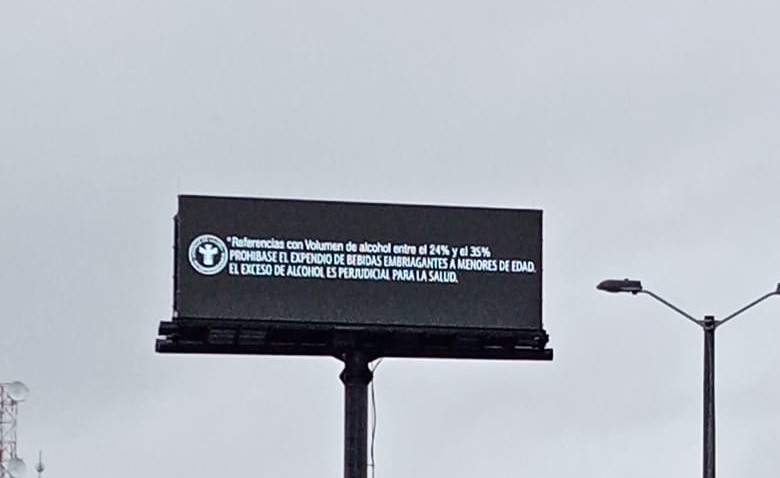 *Referencias con Volumen de alcohol entre el 24% y el 35%
PROHIBASE EL EXPENDIO DE BEBIDAS EMBRIAGANTES A MENORES DE EDAD.
EL EXCESO DE ALCOHOL ES PERJUDICIAL PARA LA SALUD.